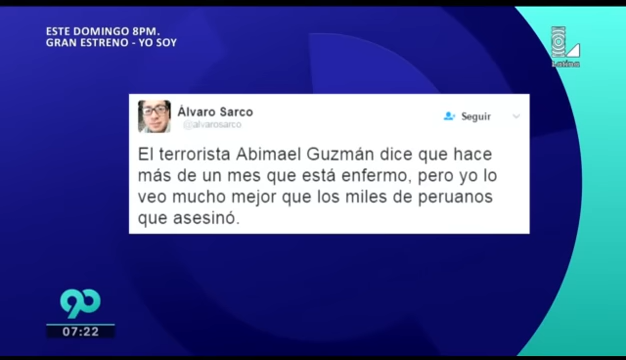 ESTE DOMINGO 8PM.
GRAN ESTRENO - YO SOY
Latina
Álvaro Sarco
@alvarosarco
Seguir
El terrorista Abimael Guzmán dice que hace
más de un mes que está enfermo, pero yo lo
veo mucho mejor que los miles de peruanos
que asesinó.
90
07:22